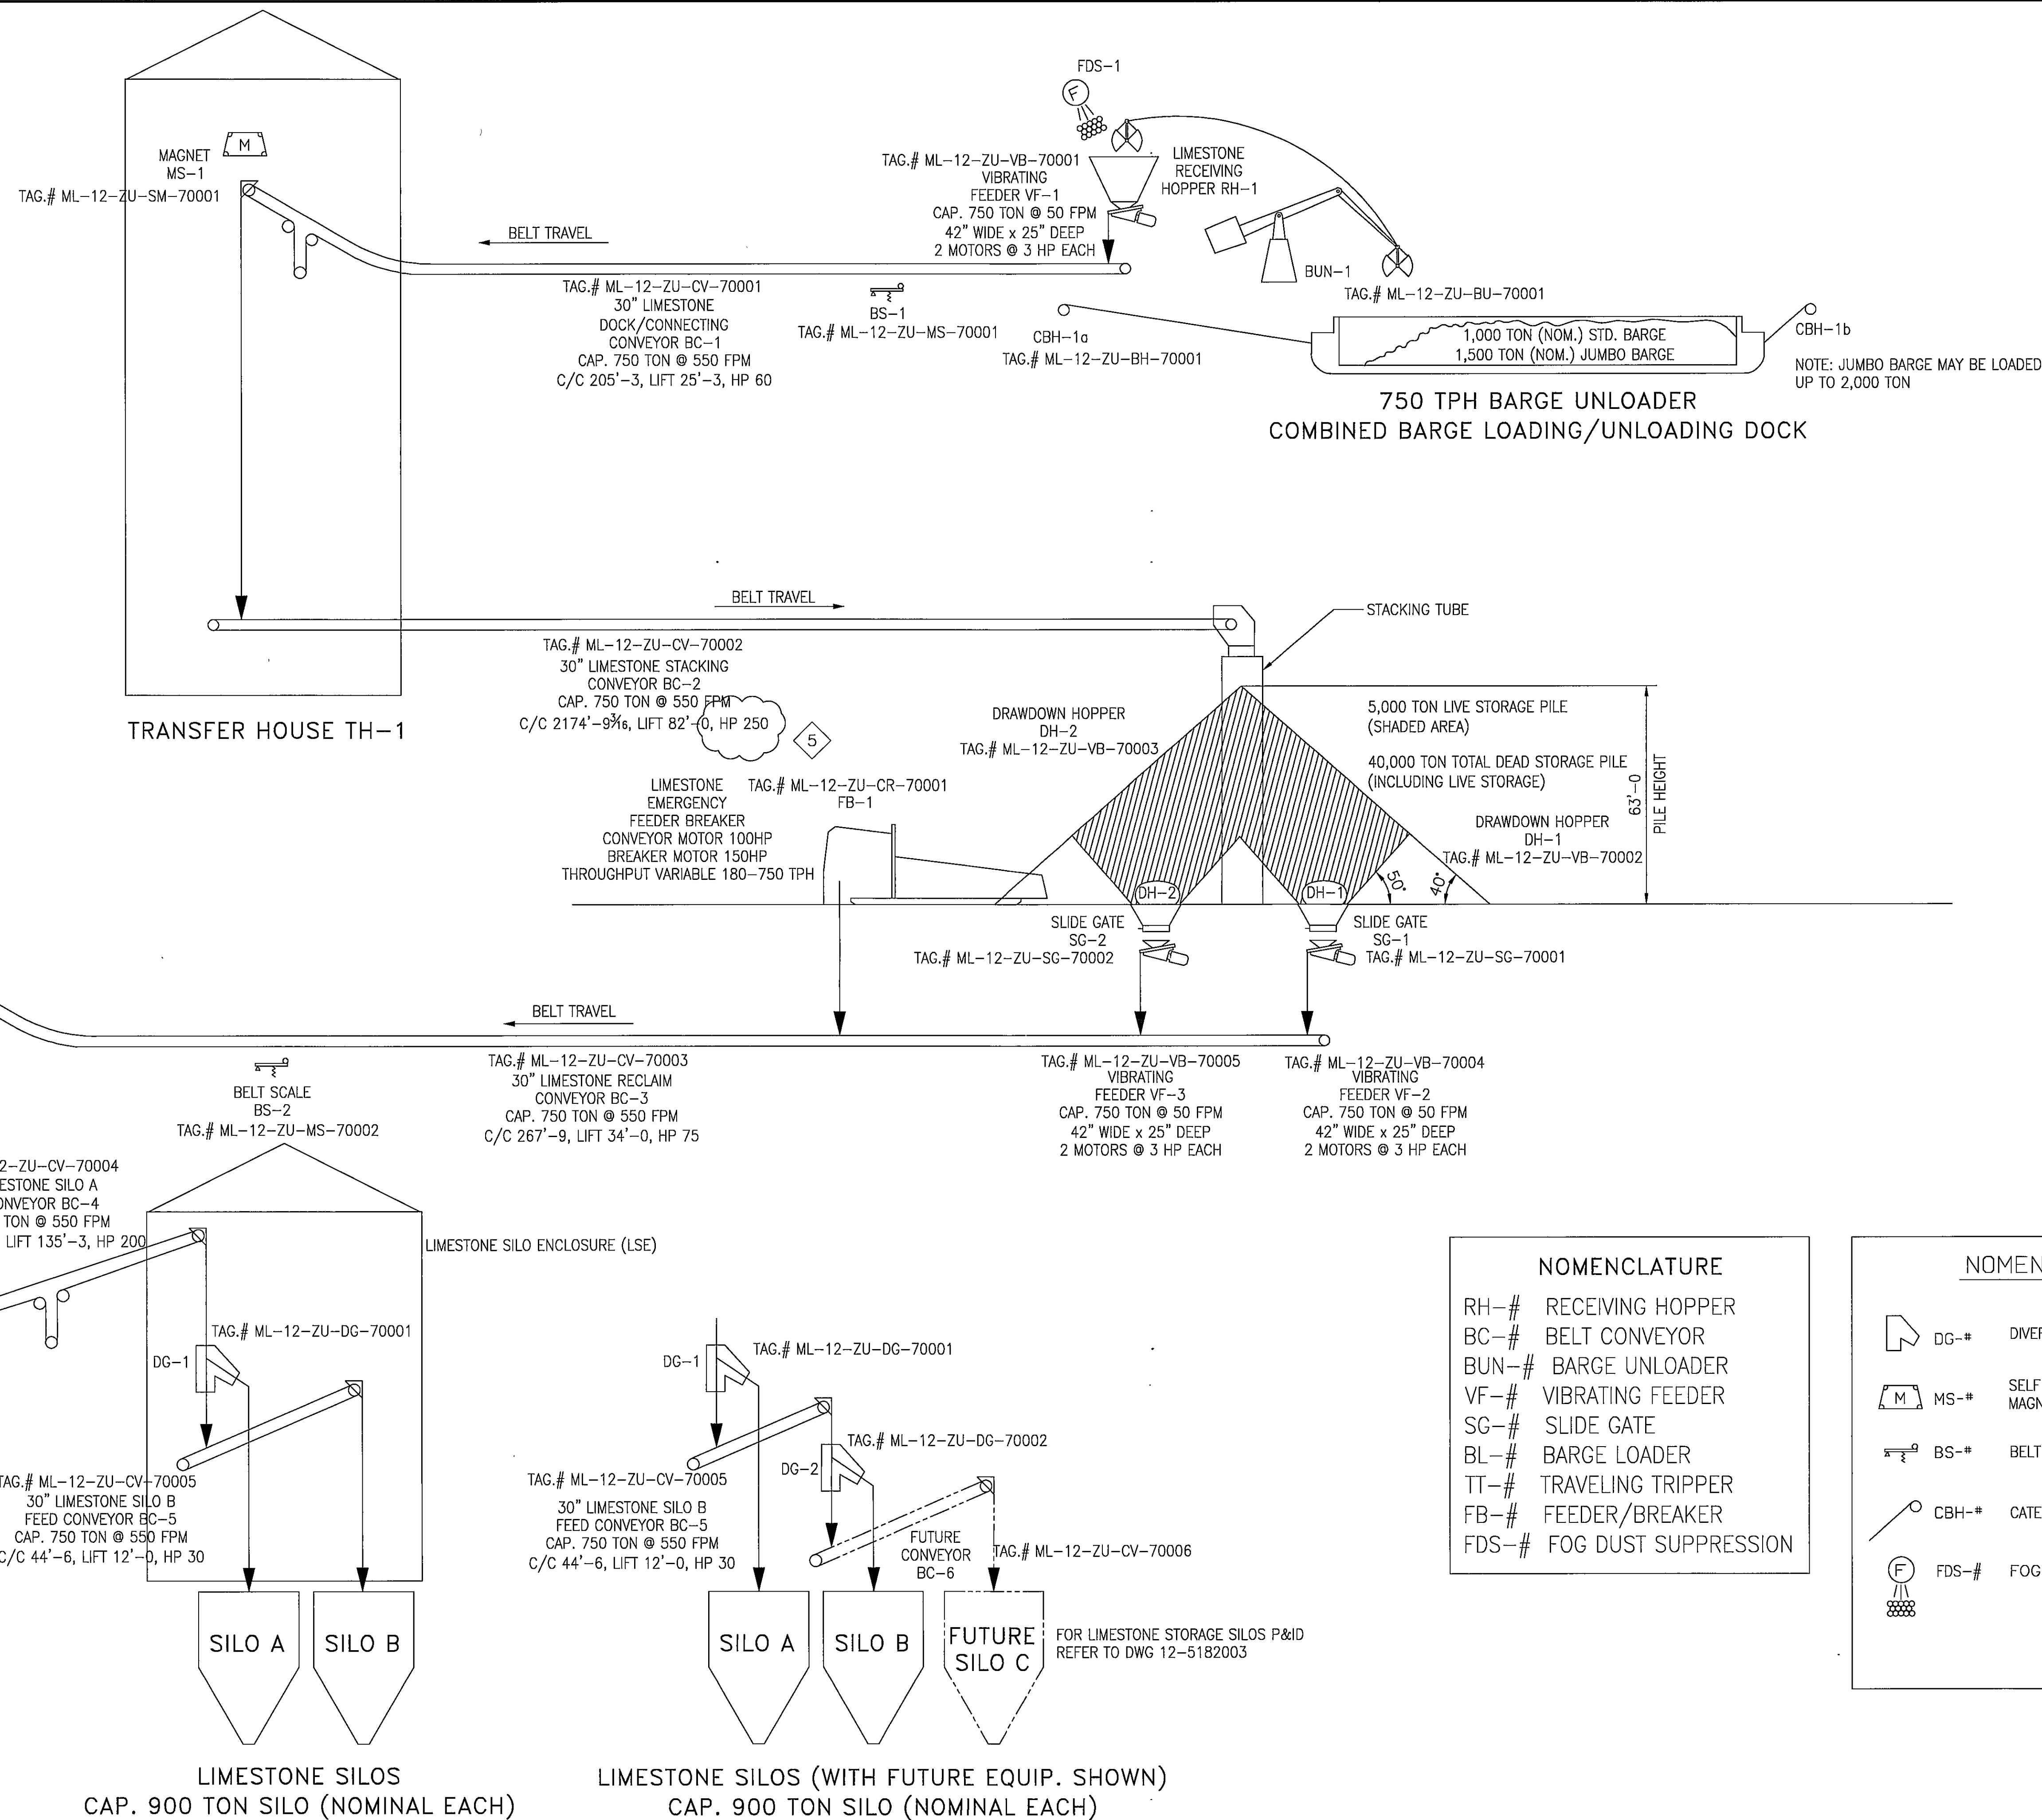 FDS-1
F
M
MAGNET
MS-1
TAG.# ML-12-ZU-SM-70001
TAG.# ML-12-ZU-VB-70001
VIBRATING
FEEDER VF-1
CAP. 750 TON @ 50 FPM
42" WIDE x 25" DEEP
2 MOTORS @ 3 HP EACH
LIMESTONE
RECEIVING
HOPPER RH-1
BELT TRAVEL
TAG.# ML-12-ZU-CV-70001
30" LIMESTONE
DOCK/CONNECTING
CONVEYOR BC-1
CAP. 750 TON @ 550 FPM
C/C 205'-3, LIFT 25'-3, HP 60
BS-1
TAG.# ML-12-ZU-MS-70001
BUN-1
TAG.# ML-12-ZU-BU-70001
CBH-1a
TAG.# ML-12-ZU-BH-70001
1,000 TON (NOM.) STD. BARGE
1,500 TON (NOM.) JUMBO BARGE
CBH-1b
NOTE: JUMBO BARGE MAY BE LOADED
UP TO 2,000 TON
750 TPH BARGE UNLOADER
COMBINED BARGE LOADING/UNLOADING DOCK
BELT TRAVEL
STACKING TUBE
TAG.# ML-12-ZU-CV-70002
30" LIMESTONE STACKING
CONVEYOR BC-2
CAP. 750 TON @ 550 FPM
C/C 2174'-9 3/16, LIFT 82'-0, HP 250
5
TRANSFER HOUSE TH-1
DRAWDOWN HOPPER
DH-2
TAG.# ML-12-ZU-VB-70003
5,000 TON LIVE STORAGE PILE
(SHADED AREA)
40,000 TON TOTAL DEAD STORAGE PILE
(INCLUDING LIVE STORAGE)
63'-0
PILE HEIGHT
LIMESTONE
EMERGENCY
FEEDER BREAKER
CONVEYOR MOTOR 100HP
BREAKER MOTOR 150HP
THROUGHPUT VARIABLE 180-750 TPH
TAG.# ML-12-ZU-CR-70001
FB-1
DRAWDOWN HOPPER
DH-1
TAG.# ML-12-ZU-VB-70002
DH-2
DH-1
50°
40°
SLIDE GATE
SG-2
TAG.# ML-12-ZU-SG-70002
SLIDE GATE
SG-1
TAG.# ML-12-ZU-SG-70001
BELT TRAVEL
BELT SCALE
BS-2
TAG.# ML-12-ZU-MS-70002
TAG.# ML-12-ZU-CV-70003
30" LIMESTONE RECLAIM
CONVEYOR BC-3
CAP. 750 TON @ 550 FPM
C/C 267'-9, LIFT 34'-0, HP 75
TAG.# ML-12-ZU-VB-70005
VIBRATING
FEEDER VF-3
CAP. 750 TON @ 50 FPM
42" WIDE x 25" DEEP
2 MOTORS @ 3 HP EACH
TAG.# ML-12-ZU-VB-70004
VIBRATING
FEEDER VF-2
CAP. 750 TON @ 50 FPM
42" WIDE x 25" DEEP
2 MOTORS @ 3 HP EACH
2-ZU-CV-70004
ESTONE SILO A
ONVEYOR BC-4
TON @ 550 FPM
LIFT 135'-3, HP 200
LIMESTONE SILO ENCLOSURE (LSE)
TAG.# ML-12-ZU-DG-70001
DG-1
TAG.# ML-12-ZU-CV-70005
30" LIMESTONE SILO B
FEED CONVEYOR BC-5
CAP. 750 TON @ 550 FPM
C/C 44'-6, LIFT 12'-0, HP 30
SILO A
SILO B
LIMESTONE SILOS
CAP. 900 TON SILO (NOMINAL EACH)
DG-1
TAG.# ML-12-ZU-DG-70001
TAG.# ML-12-ZU-DG-70002
DG-2
TAG.# ML-12-ZU-CV-70005
30" LIMESTONE SILO B
FEED CONVEYOR BC-5
CAP. 750 TON @ 550 FPM
C/C 44'-6, LIFT 12'-0, HP 30
FUTURE
CONVEYOR
BC-6
TAG.# ML-12-ZU-CV-70006
SILO A
SILO B
FUTURE
SILO C
FOR LIMESTONE STORAGE SILOS P&ID
REFER TO DWG 12-5182003
LIMESTONE SILOS (WITH FUTURE EQUIP. SHOWN)
CAP. 900 TON SILO (NOMINAL EACH)
NOMENCLATURE
RH-# RECEIVING HOPPER
BC-# BELT CONVEYOR
BUN-# BARGE UNLOADER
VF-# VIBRATING FEEDER
SG-# SLIDE GATE
BL-# BARGE LOADER
TT-# TRAVELING TRIPPER
FB-# FEEDER/BREAKER
FDS-# FOG DUST SUPPRESSION
NOMEN
DG-# DIVER
M MS-# SELF
MAGN
BS-# BELT
CBH-# CATE
F FDS-# FOG